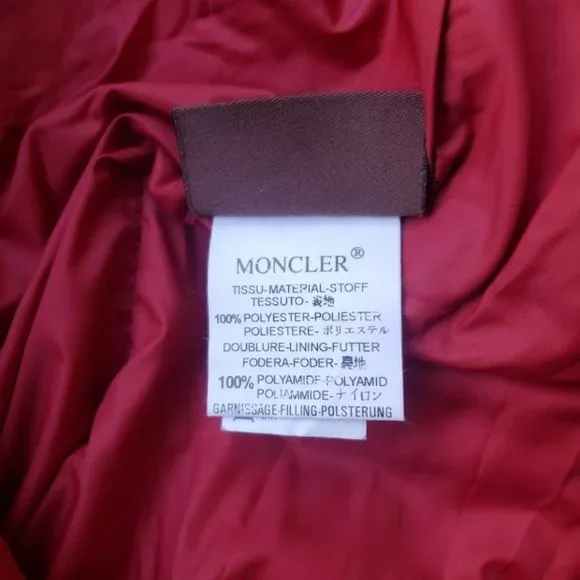 MONCLER®
TISSU-MATERIAL-STOFF
TESSUTO-裏地
100% POLYESTER-POLIESTER
POLIESTERE-ポリエステル
DOUBLURE-LINING-FUTTER
FODERA-FODER-裏地
100% POLYAMIDE-POLYAMID
POLIAMMIDE-ナイロン
GARNISSAGE-FILLING-POLSTERUNG